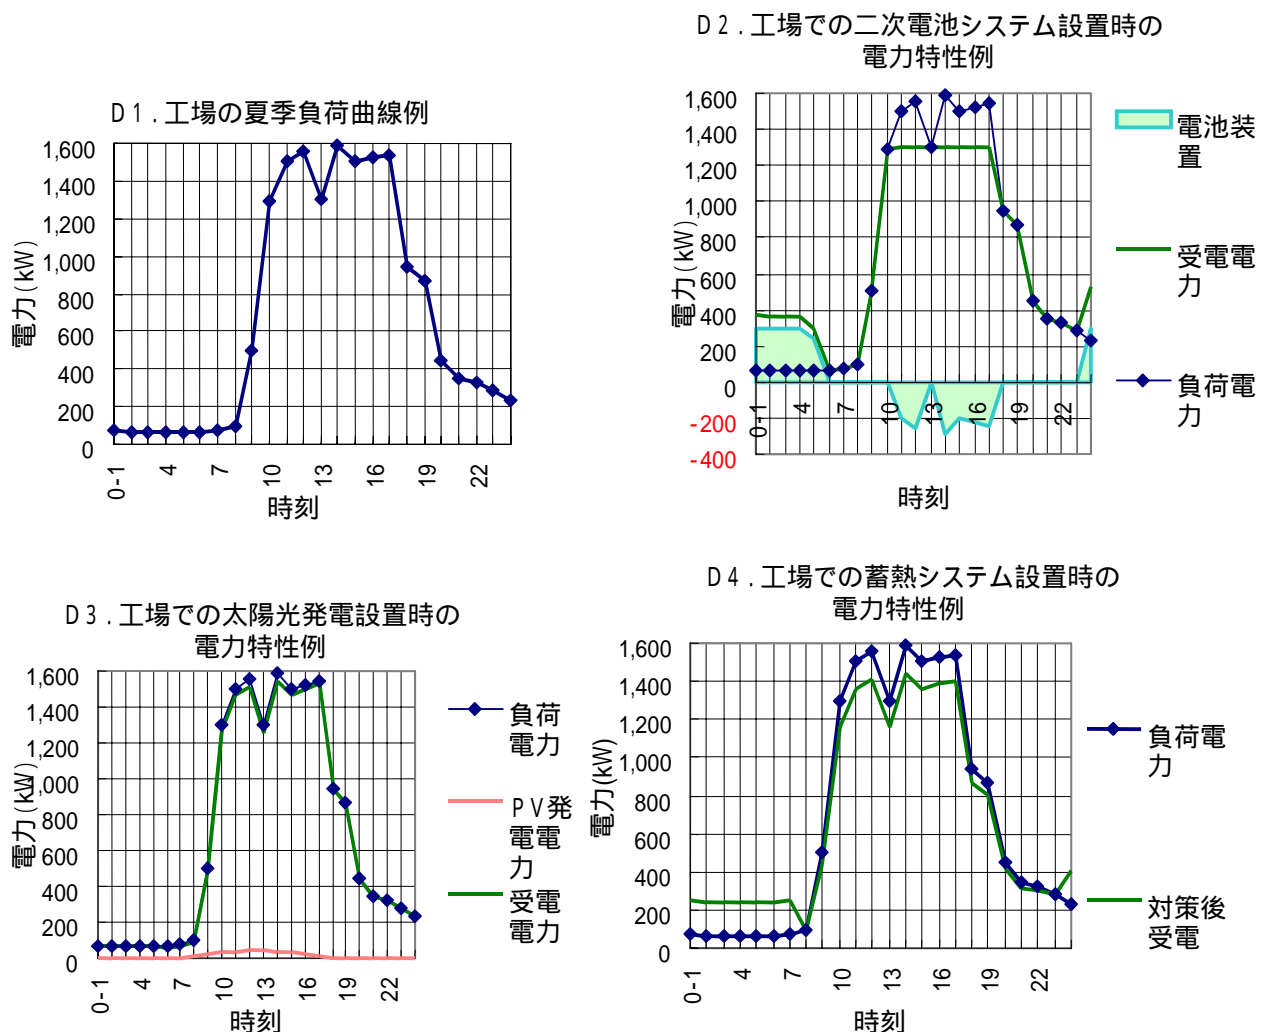 D1.工場の夏季負荷曲線例
1,600
1,400
1,200
1,000
800
600
400
200
0
電力(kW)
0-1
4
7
10
13
16
19
22
時刻
D2.工場での二次電池システム設置時の
電力特性例
1,600
1,400
1,200
1,000
800
600
400
200
0
-200
-400
電力(kW)
0-1
4
7
10
13
16
19
22
時刻
電池装
置
受電電
力
負荷電
力
D3.工場での太陽光発電設置時の
電力特性例
1,600
1,400
1,200
1,000
800
600
400
200
0
電力(kW)
0-1
4
7
10
13
16
19
22
時刻
負荷
電力
PV発
電電
力
受電
電力
D4.工場での蓄熱システム設置時の
電力特性例
1,600
1,400
1,200
1,000
800
600
400
200
0
電力(kW)
0-1
4
7
10
13
16
19
22
時刻
負荷電
力
対策後
受電